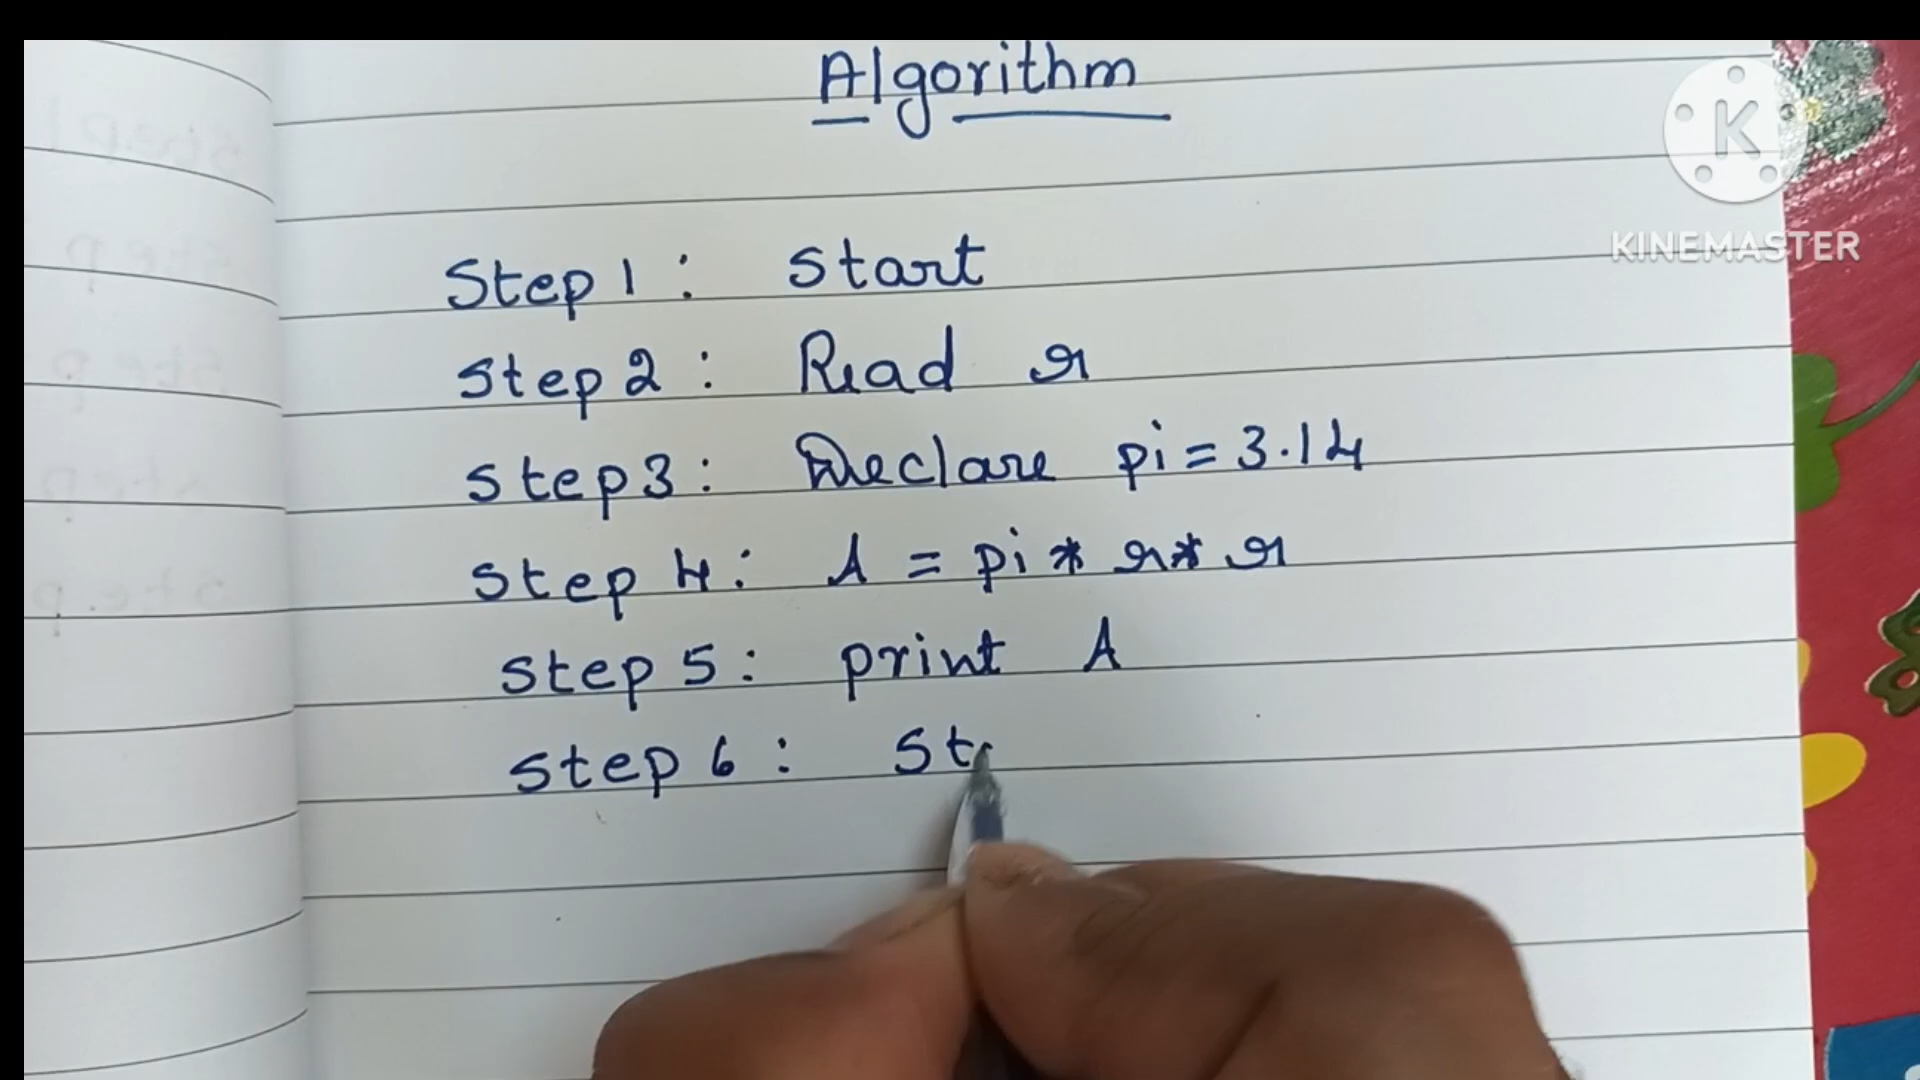 Algorithm
K
KINEMASTER
Step 1 : Start
Step 2 : Read r
Step 3 : Declare pi = 3.14
Step 4 : A = pi * r * r
Step 5 : print A
Step 6 : St